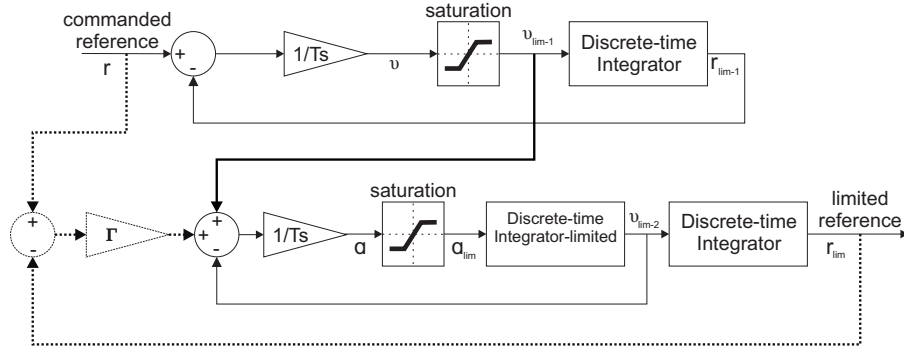 commanded reference
r
+
-
1/Ts
υ
saturation
υlim-1
Discrete-time Integrator
rlim-1
+
-
Γ
+
+
-
1/Ts
α
saturation
αlim
Discrete-time Integrator-limited
υlim-2
Discrete-time Integrator
limited reference
rlim